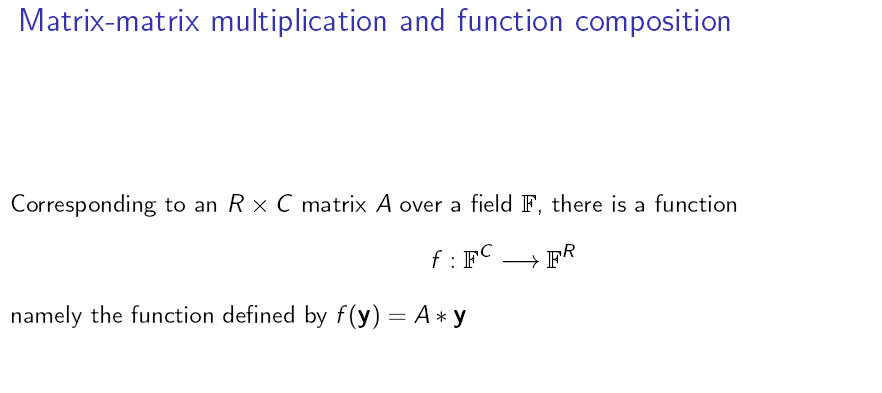 Matrix-matrix multiplication and function composition
Corresponding to an R × C matrix A over a field 𝔽, there is a function
f : 𝔽^C ⟶ 𝔽^R
namely the function defined by f(𝐲) = A ∗ 𝐲